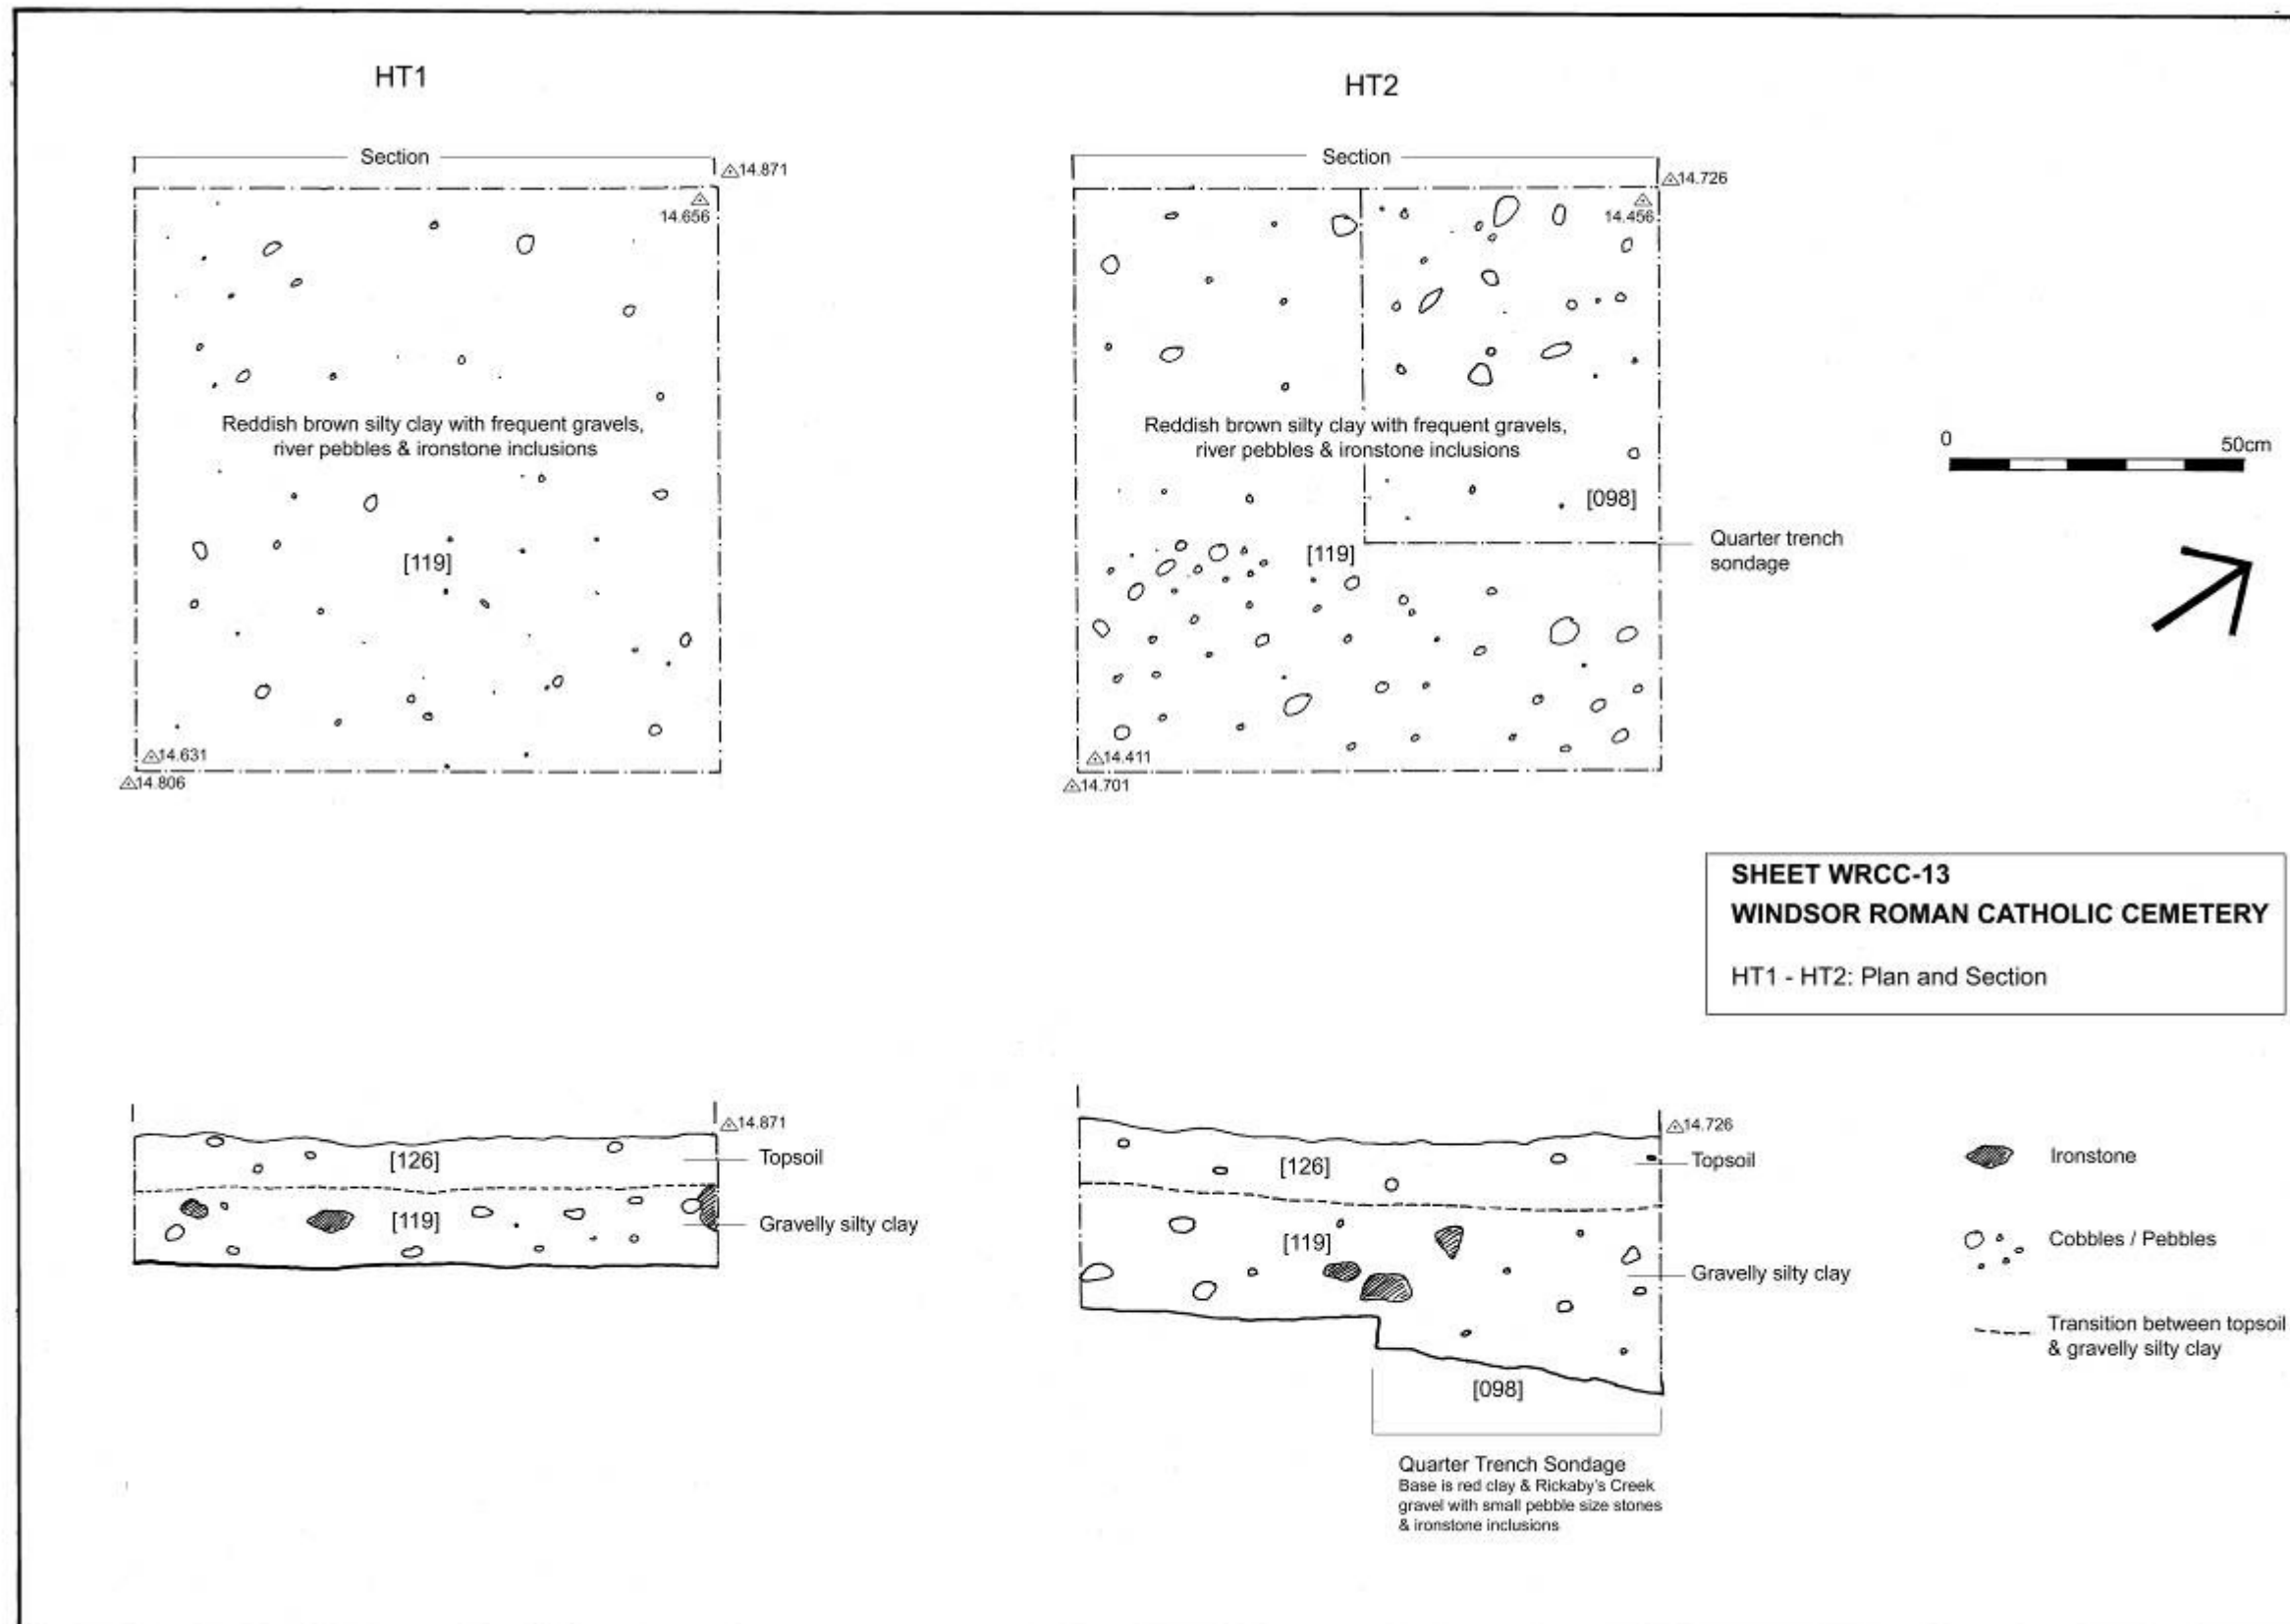 HT1
Section
14.871
14.656
Reddish brown silty clay with frequent gravels,
river pebbles & ironstone inclusions
[119]
14.631
14.806
HT2
Section
14.726
14.456
Reddish brown silty clay with frequent gravels,
river pebbles & ironstone inclusions
[098]
[119]
Quarter trench
sondage
14.411
14.701
0
50cm
SHEET WRCC-13
WINDSOR ROMAN CATHOLIC CEMETERY
HT1 - HT2: Plan and Section
14.871
[126]
Topsoil
[119]
Gravelly silty clay
14.726
[126]
Topsoil
[119]
Gravelly silty clay
[098]
Quarter Trench Sondage
Base is red clay & Rickaby's Creek
gravel with small pebble size stones
& ironstone inclusions
Ironstone
Cobbles / Pebbles
Transition between topsoil
& gravelly silty clay